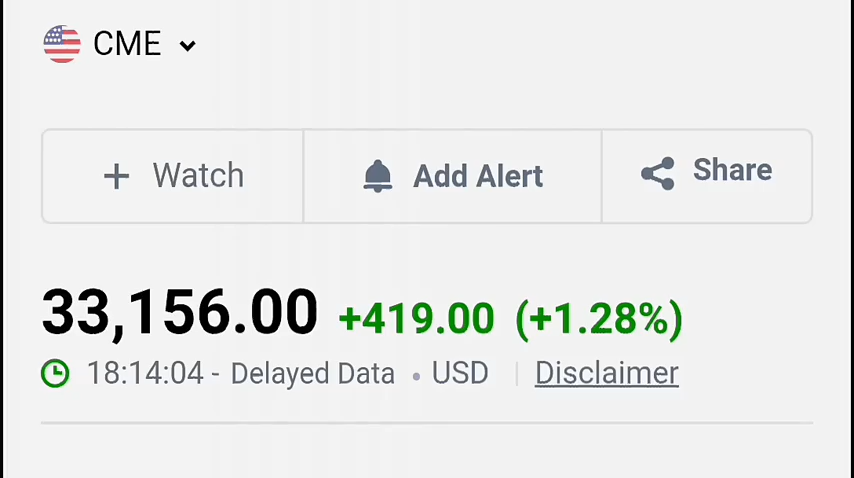 CME
Watch Add Alert Share
33,156.00 +419.00 (+1.28%)
18:14:04 - Delayed Data • USD | Disclaimer